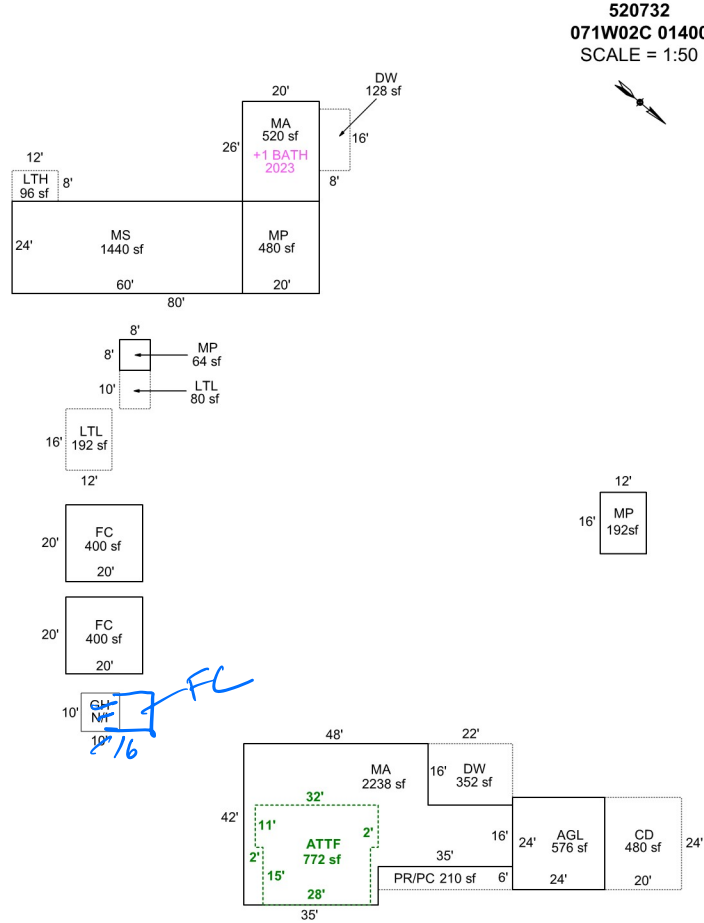 520732
071W02C 01400
SCALE = 1:50
DW
128 sf
20'
MA
520 sf
+1 BATH
2023
26'
16'
8'
12'
LTH
96 sf
8'
MS
1440 sf
24'
60'
80'
MP
480 sf
20'
8'
8'
MP
64 sf
10'
LTL
80 sf
16'
LTL
192 sf
12'
12'
16'
MP
192sf
20'
FC
400 sf
20'
20'
FC
400 sf
20'
FC
10'
GH
N/I
10'
16
48'
22'
MA
2238 sf
16'
DW
352 sf
42'
32'
11'
2'
ATTF
772 sf
2'
15'
28'
35'
35'
PR/PC 210 sf
6'
16'
24'
AGL
576 sf
24'
CD
480 sf
24'
20'